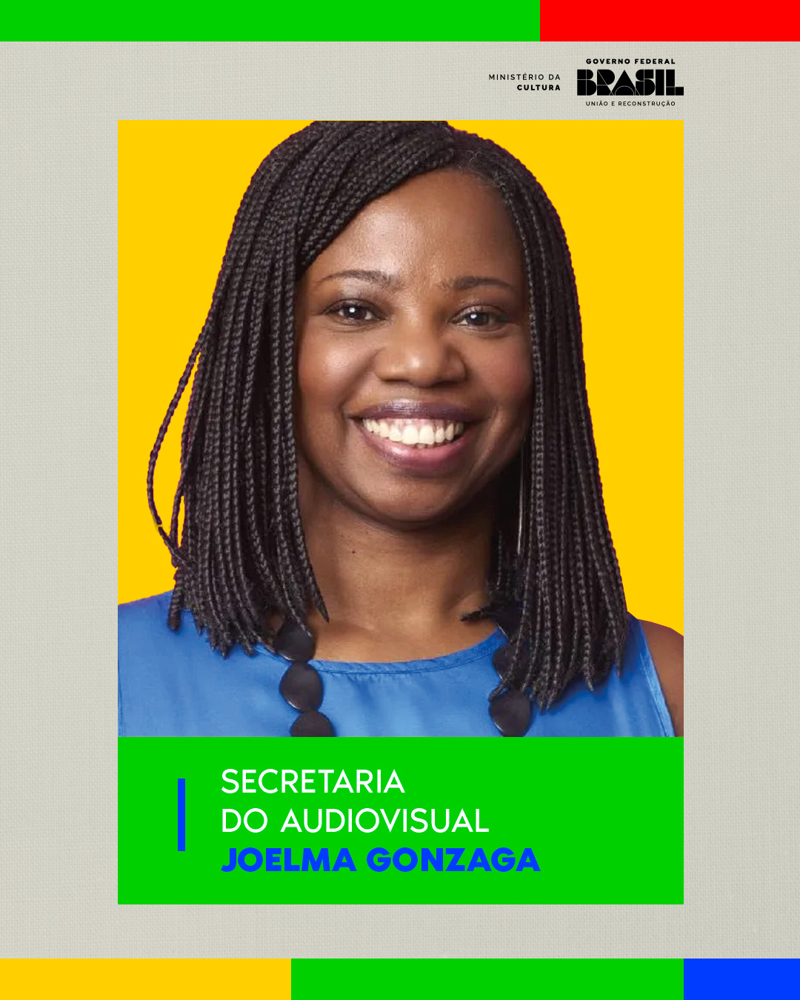 MINISTÉRIO DA
CULTURA
GOVERNO FEDERAL
BRASIL
UNIÃO E RECONSTRUÇÃO
SECRETARIA
DO AUDIOVISUAL
JOELMA GONZAGA